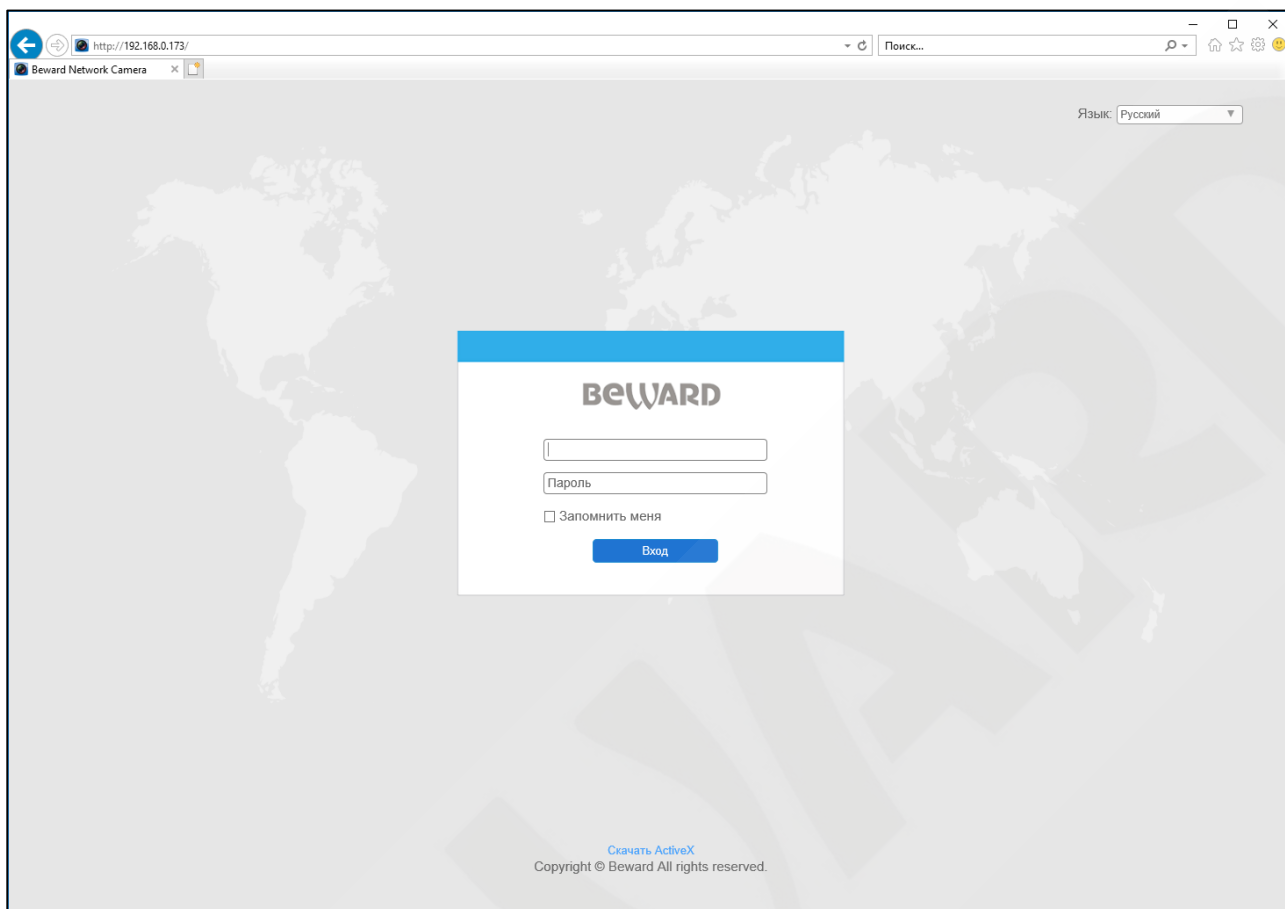 http://192.168.0.173/
Поиск...
Beward Network Camera
Язык: Русский
BEWARD
Пароль
Запомнить меня
Вход
Скачать ActiveX
Copyright © Beward All rights reserved.